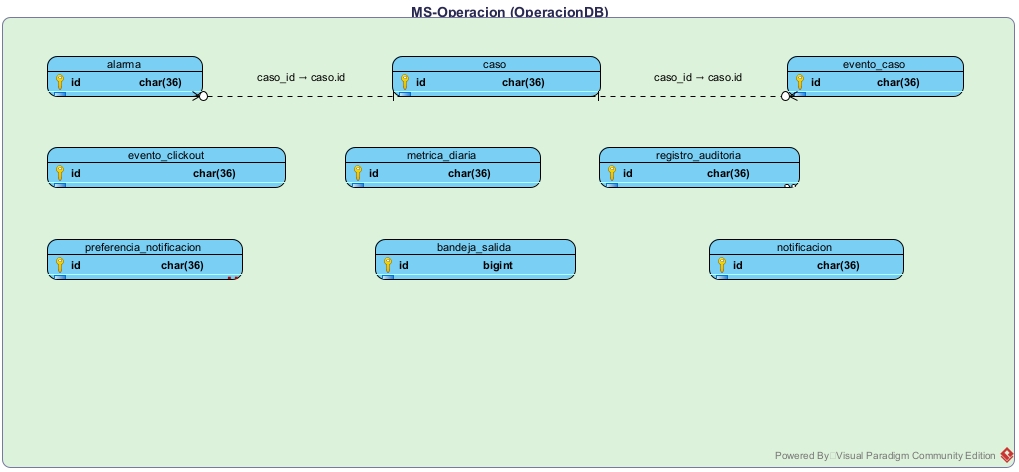 MS-Operacion (OperacionDB)
alarma
id char(36)
caso_id → caso.id
caso
id char(36)
caso_id → caso.id
evento_caso
id char(36)
evento_clickout
id char(36)
metrica_diaria
id char(36)
registro_auditoria
id char(36)
preferencia_notificacion
id char(36)
bandeja_salida
id bigint
notificacion
id char(36)
Powered By Visual Paradigm Community Edition